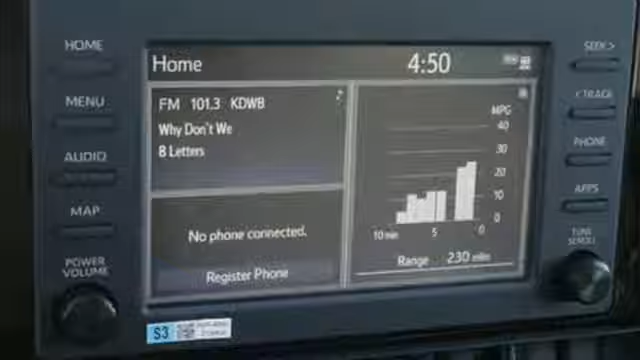 HOME
MENU
AUDIO
MAP
POWER
VOLUME
Home
4:50
FM 101.3 KDWB
Why Don't We
8 Letters
No phone connected.
Register Phone
MPG
40
30
20
10
0
10 min 5 0
Range 230 miles
SEEK >
< TRACK
PHONE
APPS
TUNE
SCROLL
S3